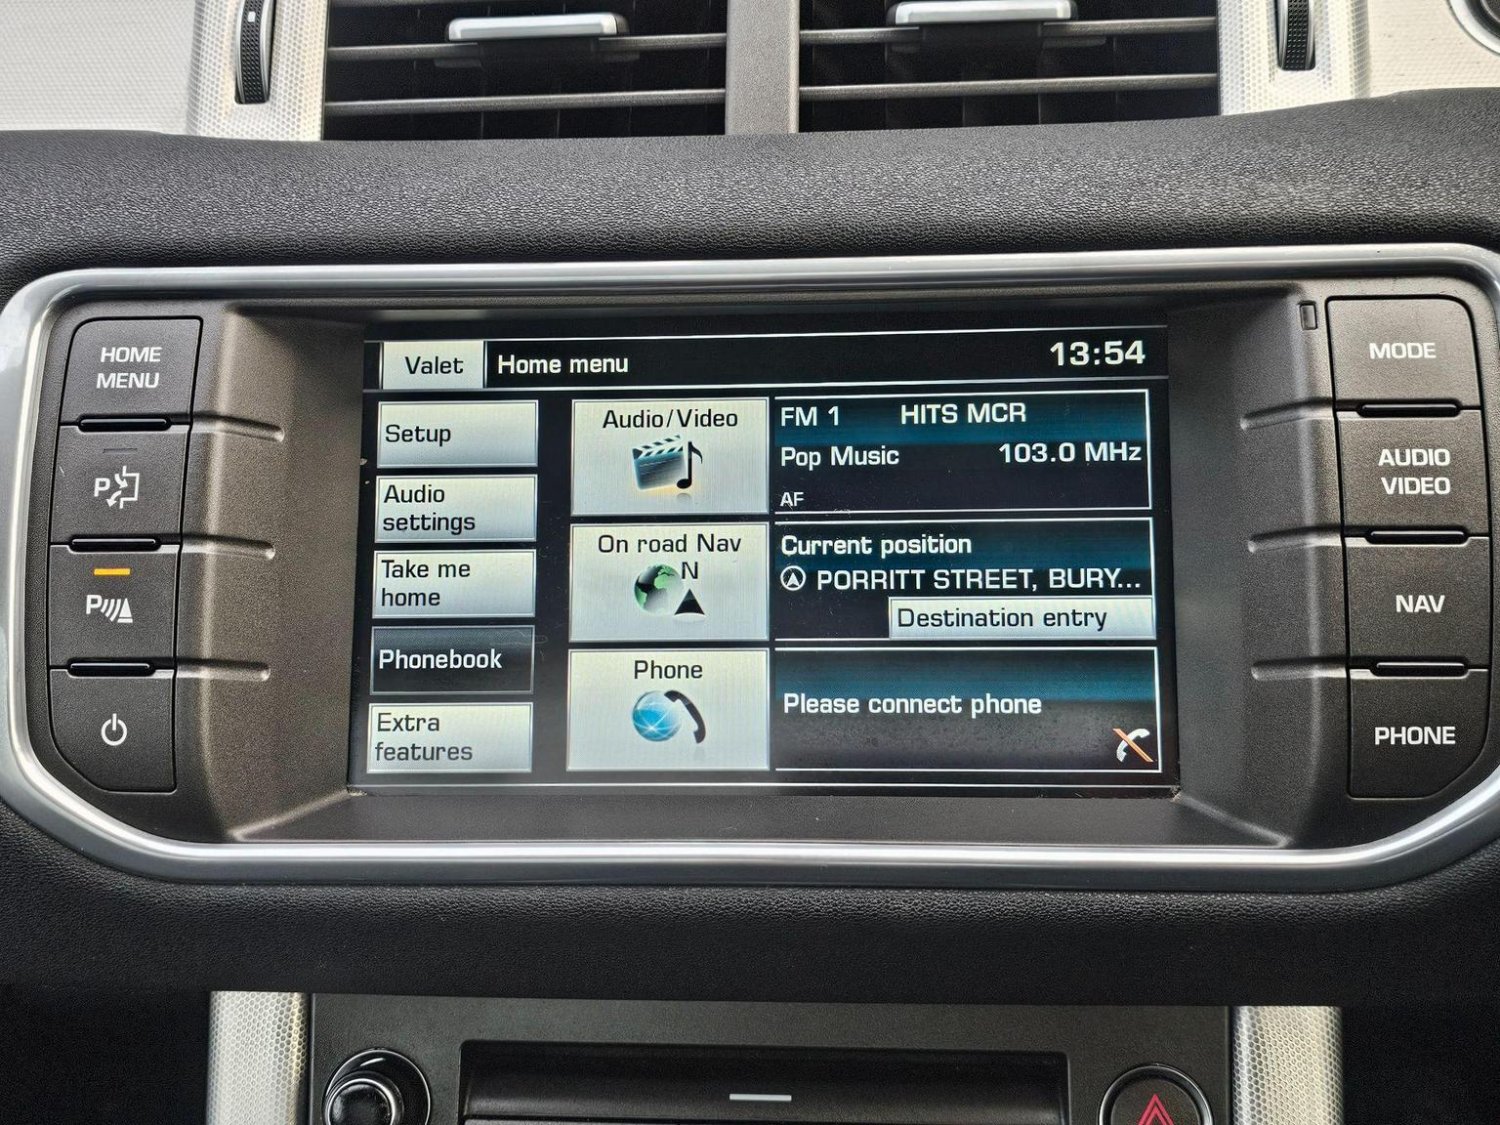 HOME
MENU
P
P
Valet
Home menu
13:54
Setup
Audio
settings
Take me
home
Phonebook
Extra
features
Audio/Video
On road Nav
N
Phone
FM 1 HITS MCR
Pop Music 103.0 MHz
AF
Current position
PORRITT STREET, BURY...
Destination entry
Please connect phone
MODE
AUDIO
VIDEO
NAV
PHONE